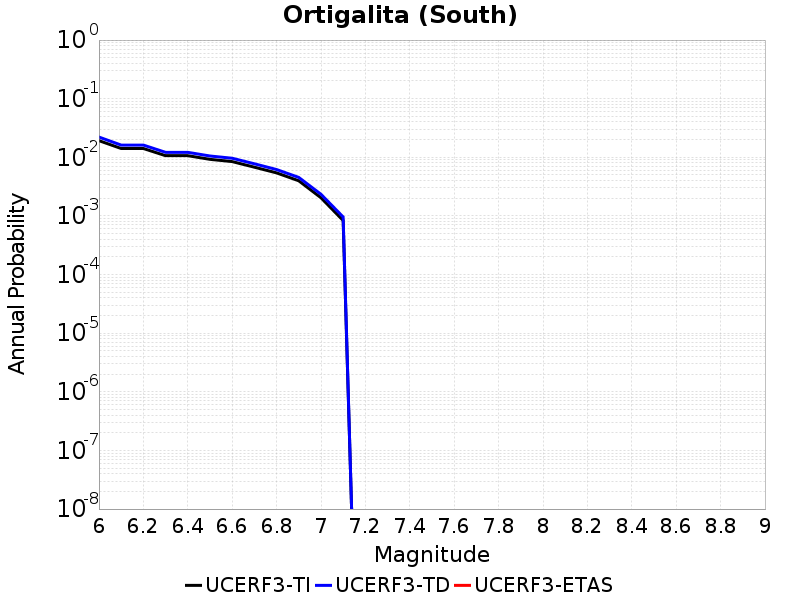 Ortigalita (South)
10^0
10^-1
10^-2
10^-3
10^-4
10^-5
10^-6
10^-7
10^-8
Annual Probability
6 6.2 6.4 6.6 6.8 7 7.2 7.4 7.6 7.8 8 8.2 8.4 8.6 8.8 9
Magnitude
UCERF3-TI UCERF3-TD UCERF3-ETAS